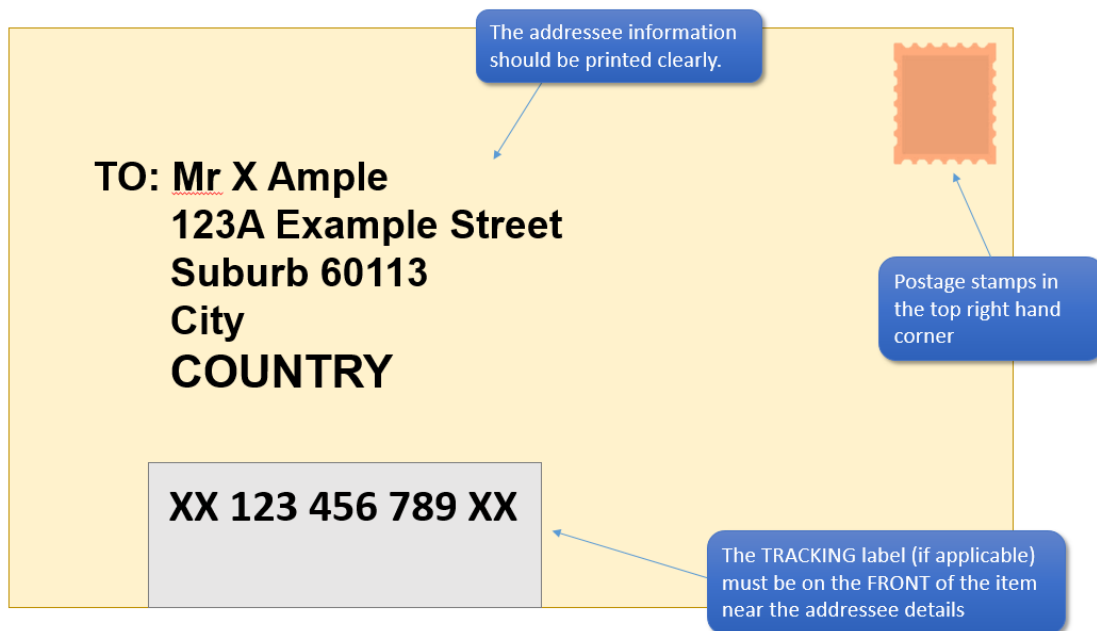 The addressee information
should be printed clearly.
TO: Mr X Ample
123A Example Street
Suburb 60113
City
COUNTRY
Postage stamps in
the top right hand
corner
XX 123 456 789 XX
The TRACKING label (if applicable)
must be on the FRONT of the item
near the addressee details